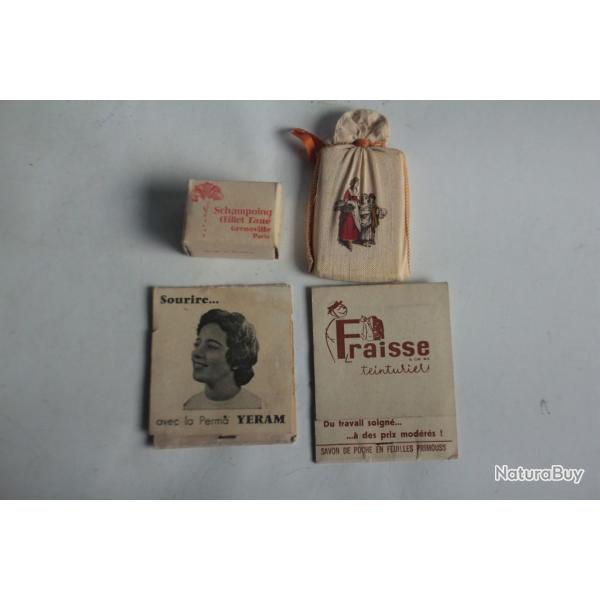 Schampoing
Œillet Fané
Grenoville
Paris
Sourire...
avec la Perma YERAM
Fraisse
teinturier
Du travail soigné...
...à des prix modérés !
SAVON DE POCHE EN FEUILLES PRIMOUSS
NaturaBuy